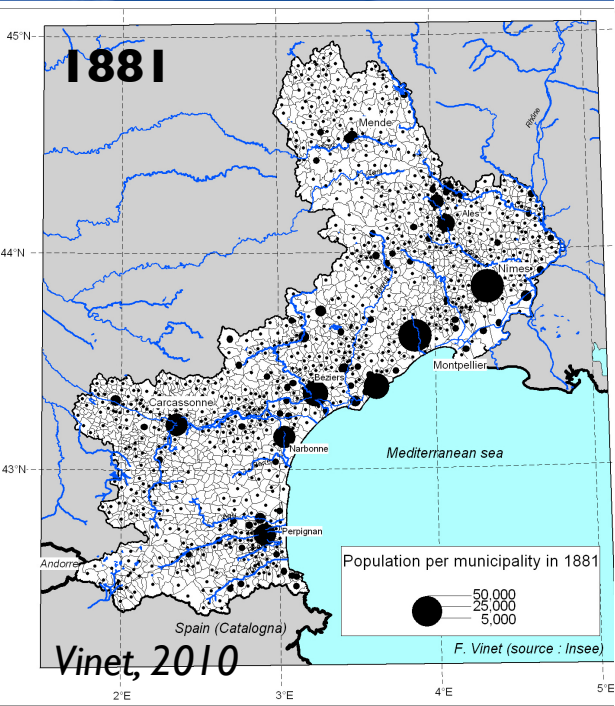 45°N
1881
Rhône
Mende
Alès
44°N
Nîmes
Montpellier
Béziers
Carcassonne
Narbonne
Mediterranean sea
43°N
Perpignan
Andorre
Population per municipality in 1881
50,000
25,000
5,000
Spain (Catalogna)
F. Vinet (source : Insee)
Vinet, 2010
2°E
3°E
4°E
5°E